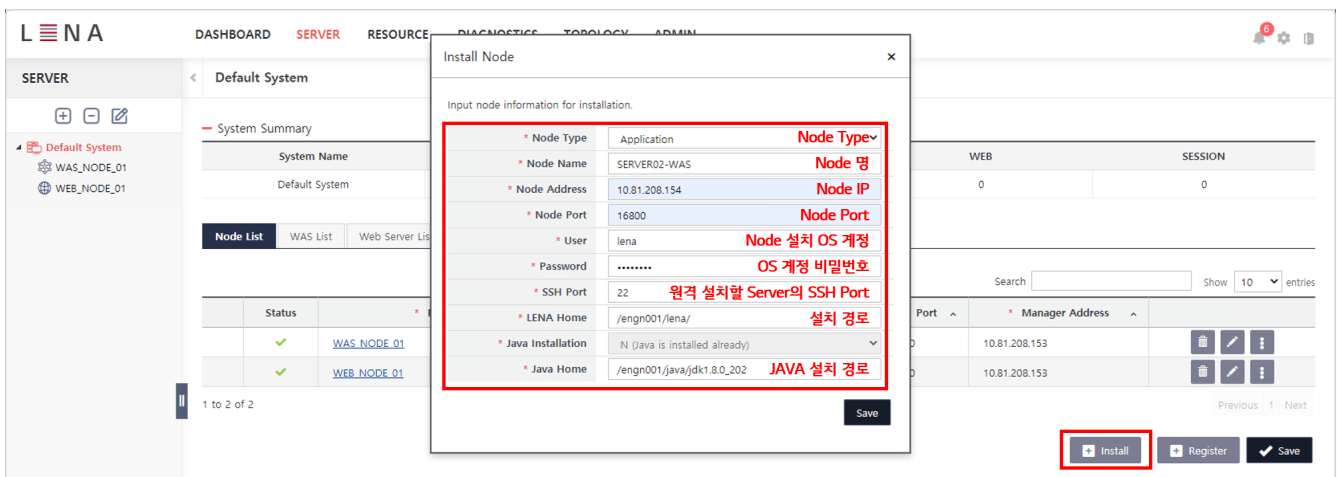 LENA
DASHBOARD SERVER RESOURCE DIAGNOSTICS TOPOLOGY ADMIN
6
SERVER
Default System
Install Node
×
Input node information for installation.
Default System
WAS_NODE_01
WEB_NODE_01
System Summary
System Name WEB SESSION
Default System 0 0
* Node Type Application Node Type
* Node Name SERVER02-WAS Node 명
* Node Address 10.81.208.154 Node IP
* Node Port 16800 Node Port
* User lena Node 설치 OS 계정
* Password •••••••• OS 계정 비밀번호
* SSH Port 22 원격 설치할 Server의 SSH Port
* LENA Home /engn001/lena/ 설치 경로
* Java Installation N (Java is installed already)
* Java Home /engn001/java/jdk1.8.0_202 JAVA 설치 경로
Save
Node List WAS List Web Server Lis
Search Show 10 entries
Status * Port * Manager Address
WAS_NODE_01 10.81.208.153
WEB_NODE_01 10.81.208.153
1 to 2 of 2 Previous 1 Next
Install Register Save